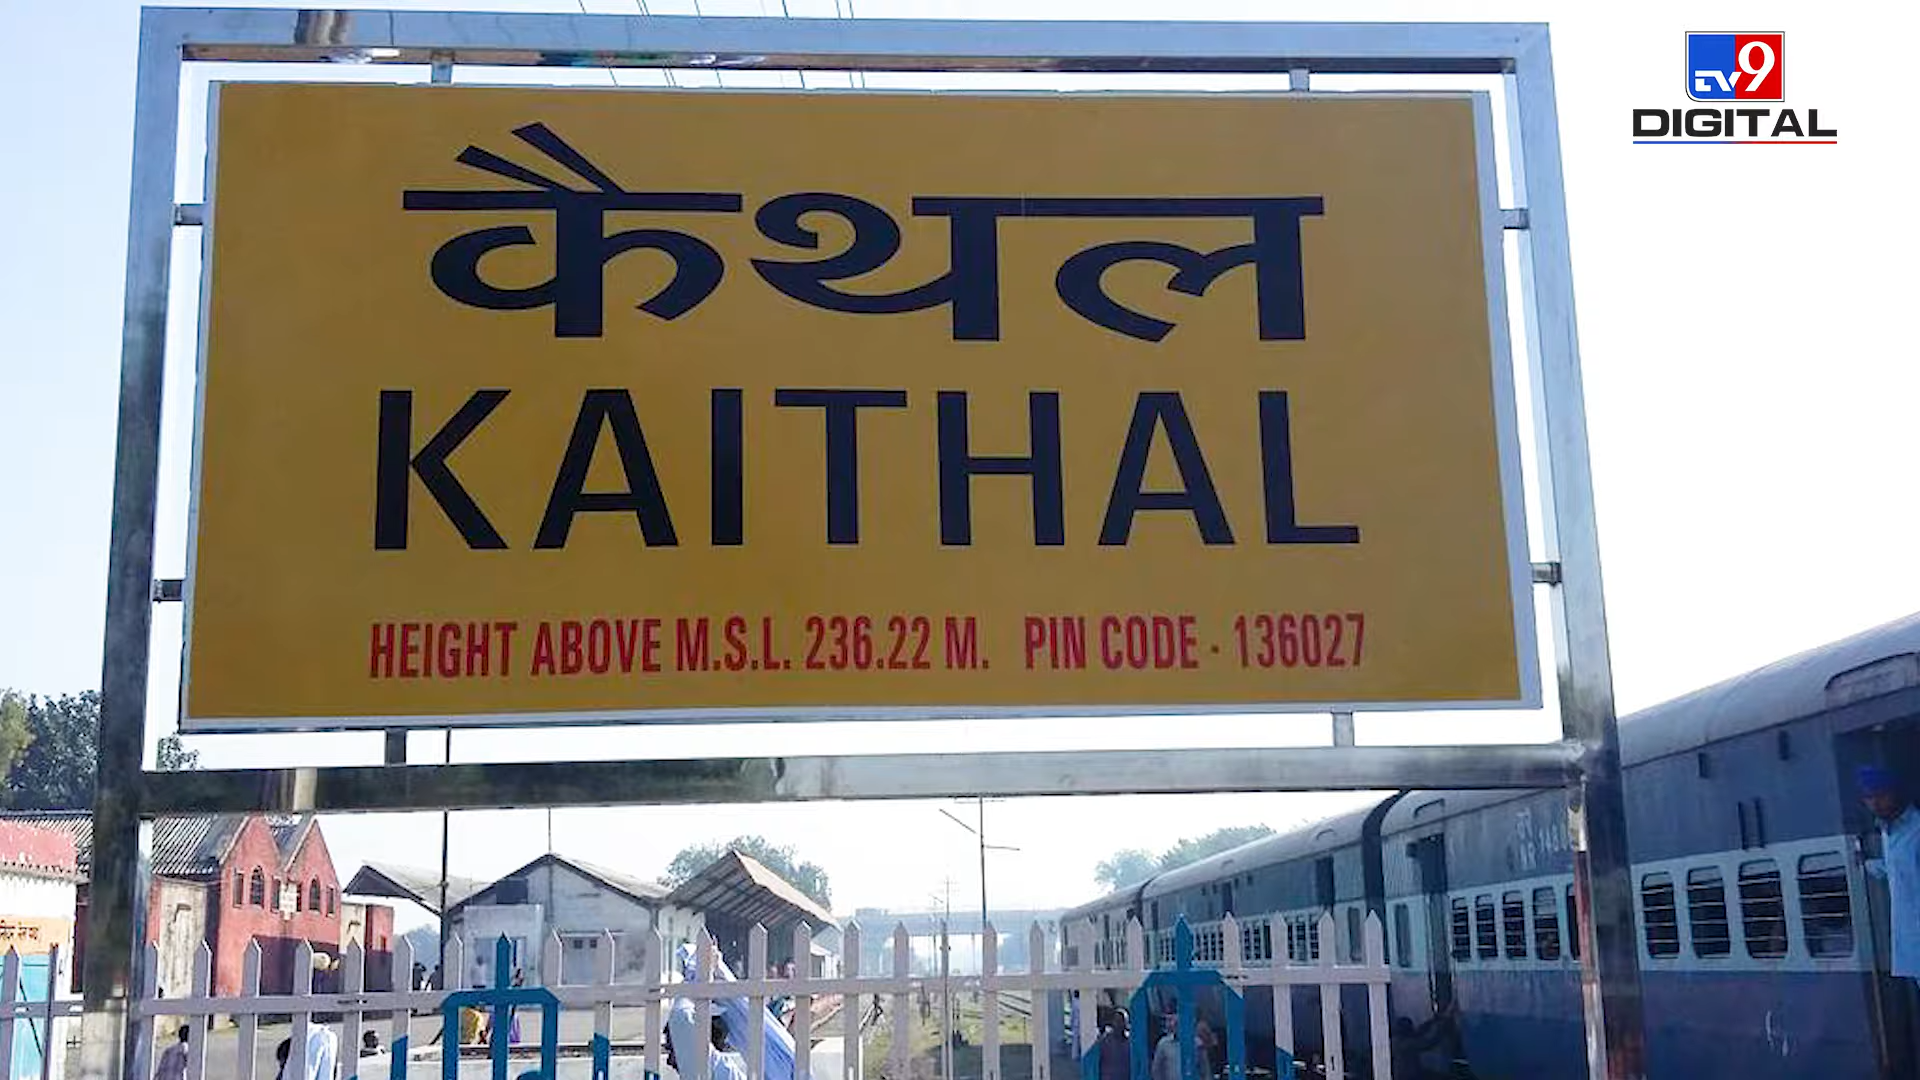 कैथल
KAITHAL
HEIGHT ABOVE M.S.L. 236.22 M. PIN CODE - 136027
TV9
DIGITAL